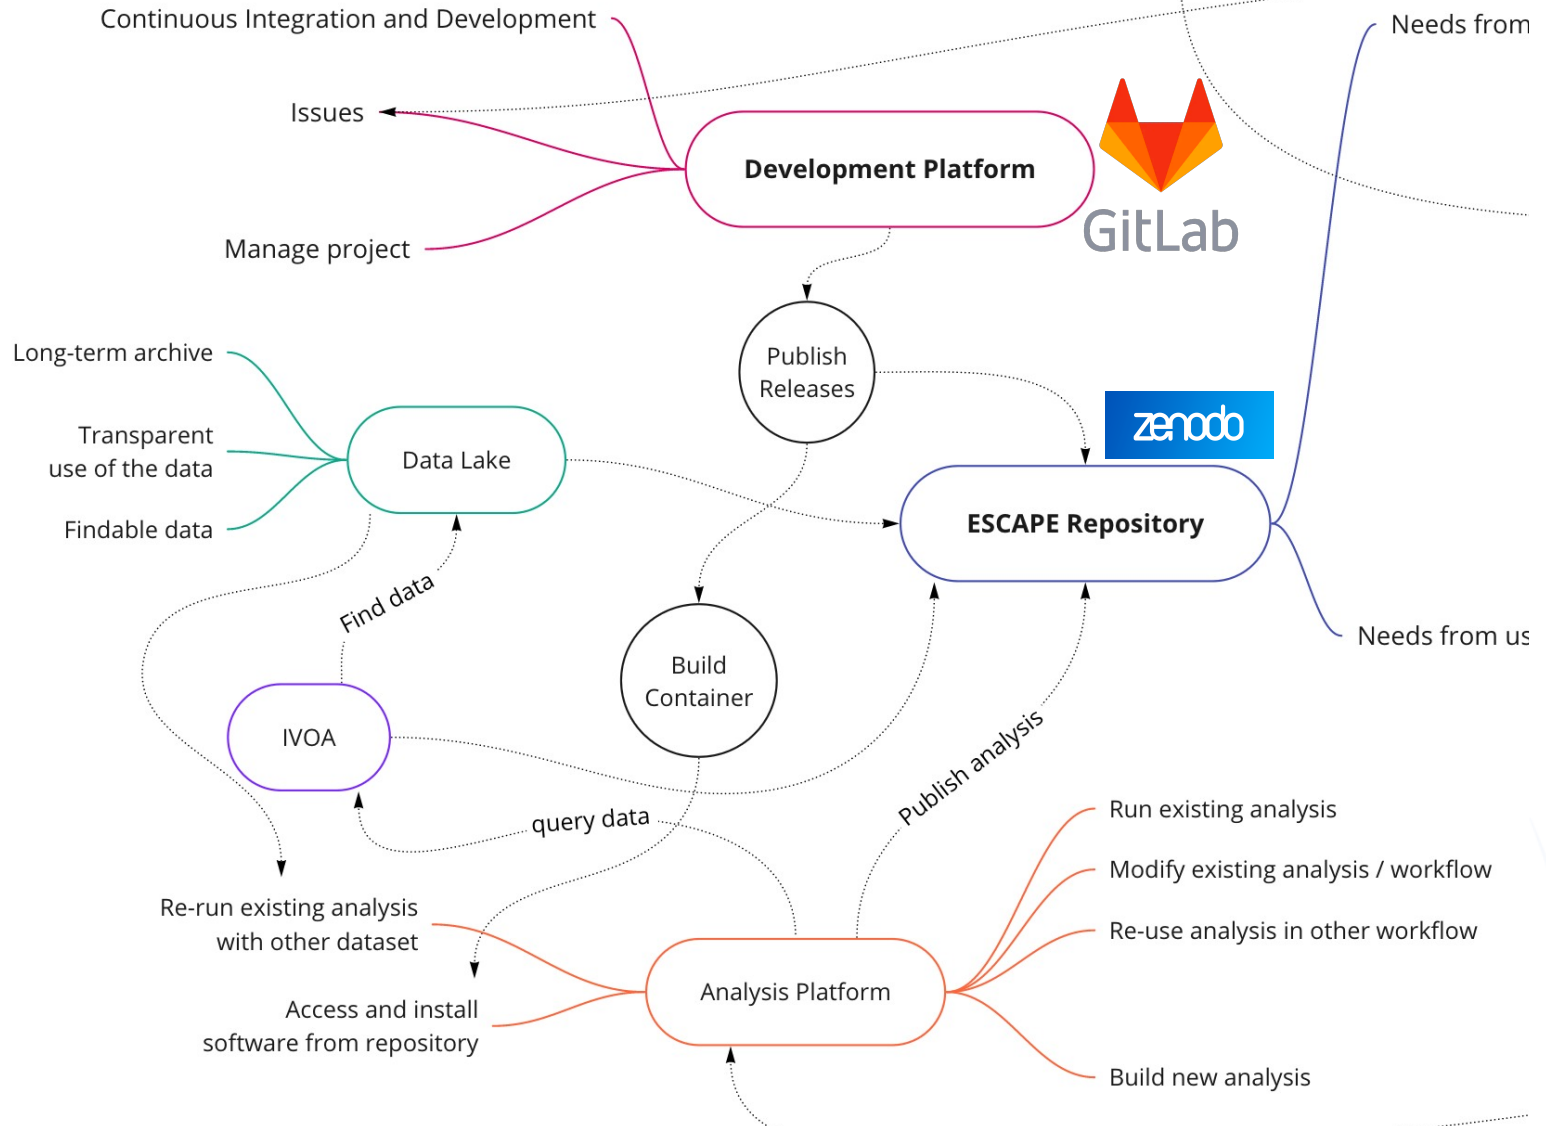 Continuous Integration and Development
Needs from
Issues
Development Platform
GitLab
Manage project
Long-term archive
Publish
Releases
Transparent
use of the data
Data Lake
zenodo
Findable data
ESCAPE Repository
Find data
Needs from us
Build
Container
IVOA
Publish analysis
query data
Run existing analysis
Modify existing analysis / workflow
Re-run existing analysis
with other dataset
Re-use analysis in other workflow
Analysis Platform
Access and install
software from repository
Build new analysis